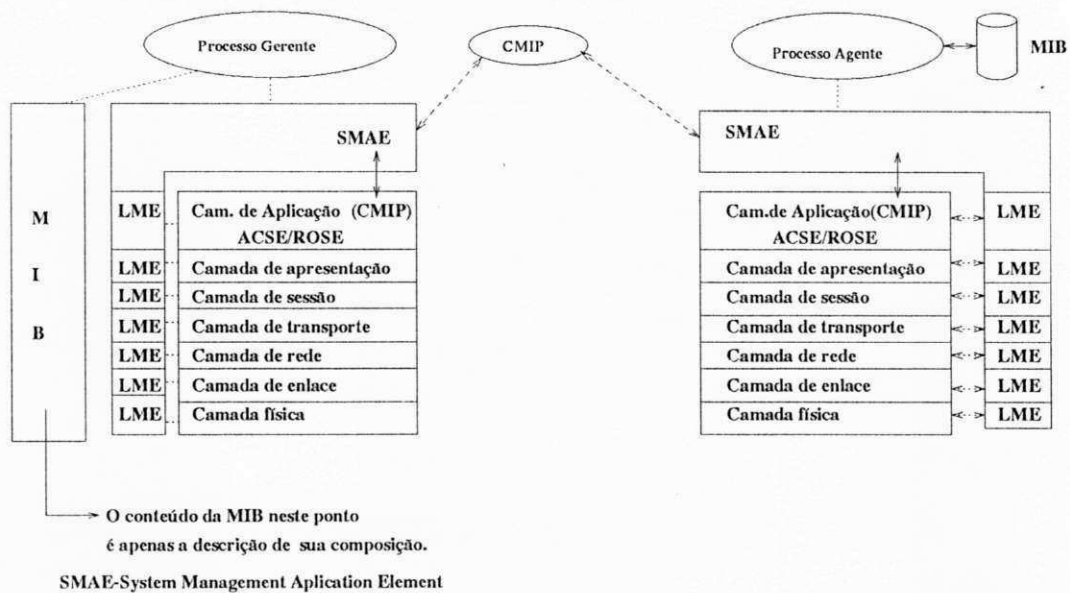 Processo Gerente
CMIP
Processo Agente
MIB
SMAE
SMAE
M
I
B
LME
Cam. de Aplicação (CMIP)
ACSE/ROSE
LME
Camada de apresentação
LME
Camada de sessão
LME
Camada de transporte
LME
Camada de rede
LME
Camada de enlace
LME
Camada física
Cam.de Aplicação(CMIP)
ACSE/ROSE
LME
Camada de apresentação
LME
Camada de sessão
LME
Camada de transporte
LME
Camada de rede
LME
Camada de enlace
LME
Camada física
LME
O conteúdo da MIB neste ponto
é apenas a descrição de sua composição.
SMAE-System Management Aplication Element